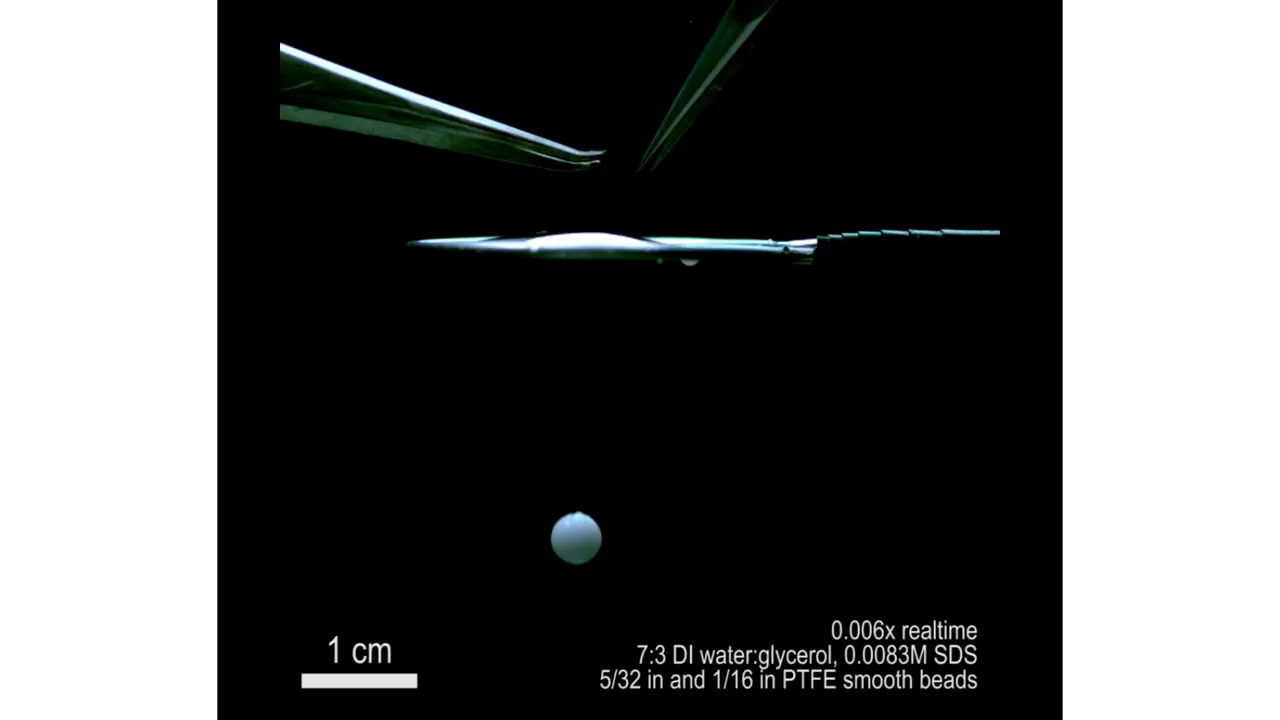 1 cm
0.006x realtime
7:3 DI water:glycerol, 0.0083M SDS
5/32 in and 1/16 in PTFE smooth beads